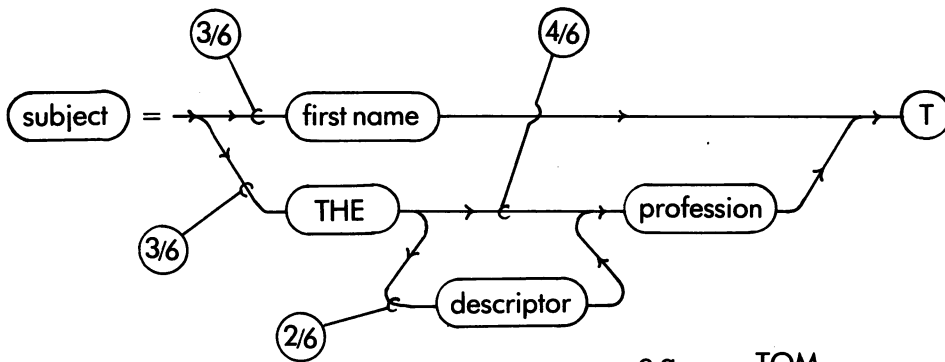 3/6 4/6
subject = first name T
THE profession
3/6
descriptor
2/6
e.g. TOM